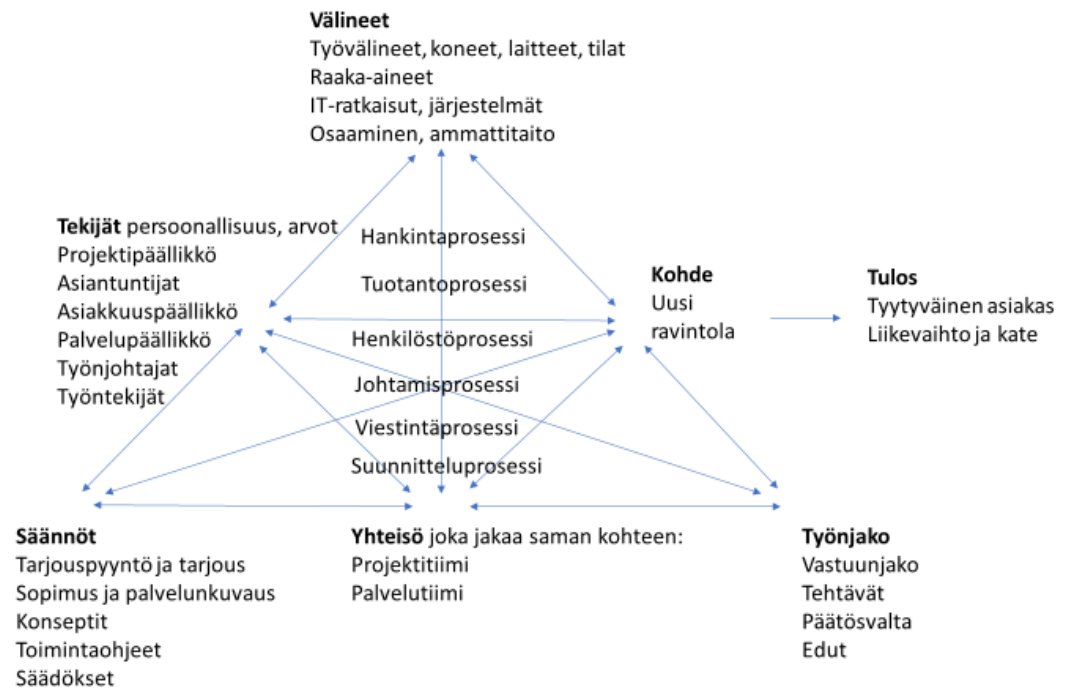 Välineet
Työvälineet, koneet, laitteet, tilat
Raaka-aineet
IT-ratkaisut, järjestelmät
Osaaminen, ammattitaito
Tekijät persoonallisuus, arvot
Projektipäällikkö
Asiantuntijat
Asiakkuuspäällikkö
Palvelupäällikkö
Työnjohtajat
Työntekijät
Hankintaprosessi
Tuotantoprosessi
Henkilöstöprosessi
Johtamisprosessi
Viestintäprosessi
Suunnitteluprosessi
Kohde
Uusi
ravintola
Tulos
Tyytyväinen asiakas
Liikevaihto ja kate
Säännöt
Tarjouspyyntö ja tarjous
Sopimus ja palvelunkuvaus
Konseptit
Toimintaohjeet
Säädökset
Yhteisö joka jakaa saman kohteen:
Projektitiimi
Palvelutiimi
Työnjako
Vastuunjako
Tehtävät
Päätösvalta
Edut